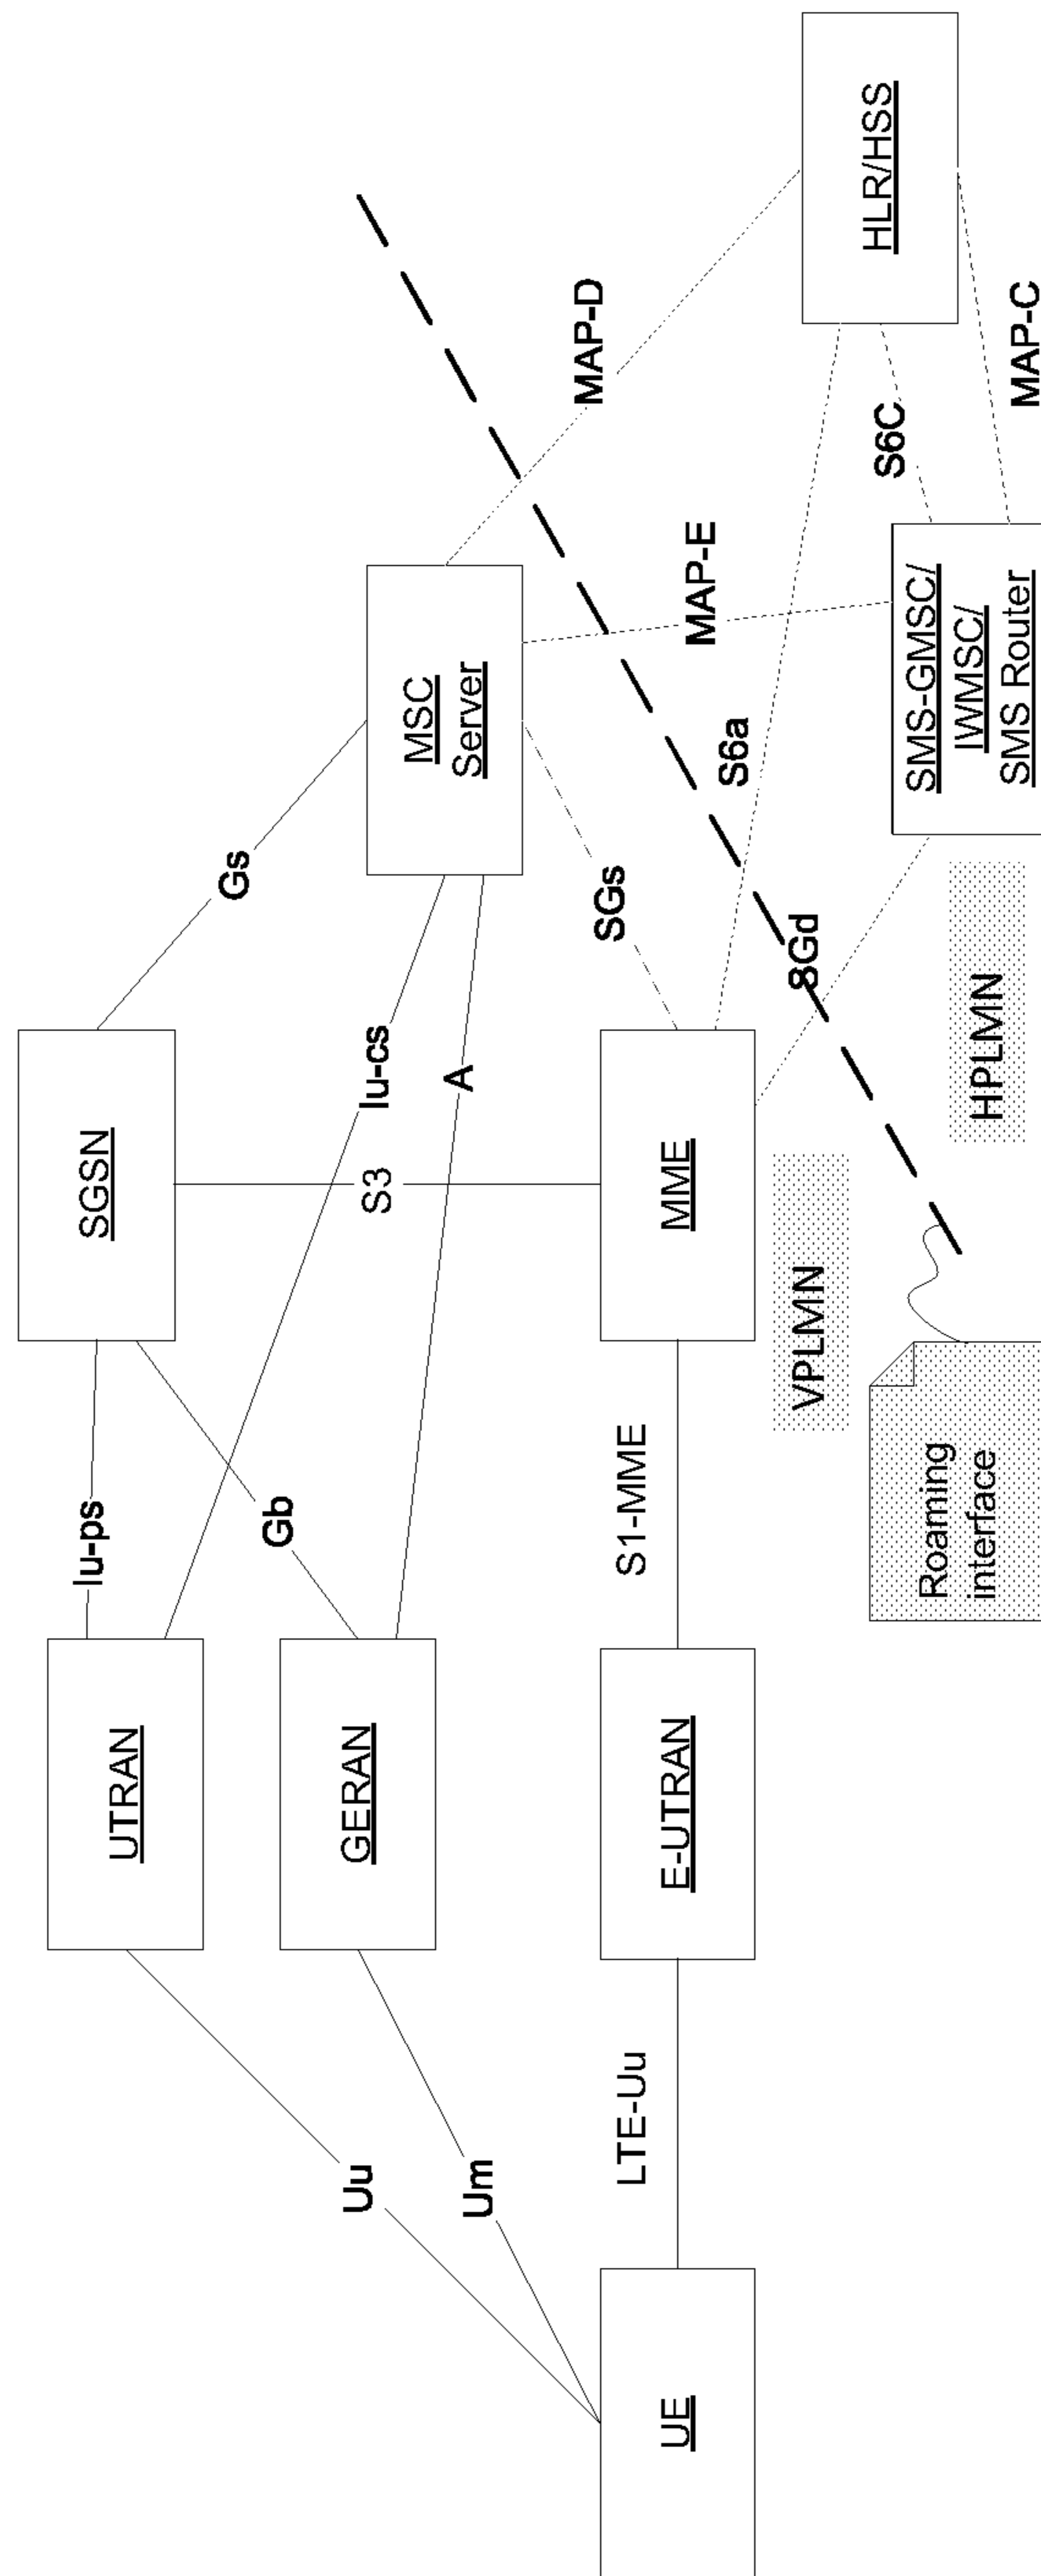 SGSN
Iu-ps
UTRAN
Gs
Gb
GERAN
Uu
Iu-cs
MSC
Server
A
S3
Um
MAP-D
LTE-Uu
S1-MME
SGs
UE
E-UTRAN
MME
MAP-E
S6a
VPLMN
SGd
HLR/HSS
S6C
Roaming
interface
HPLMN
SMS-GMSC/
IWMSC/
SMS Router
MAP-C